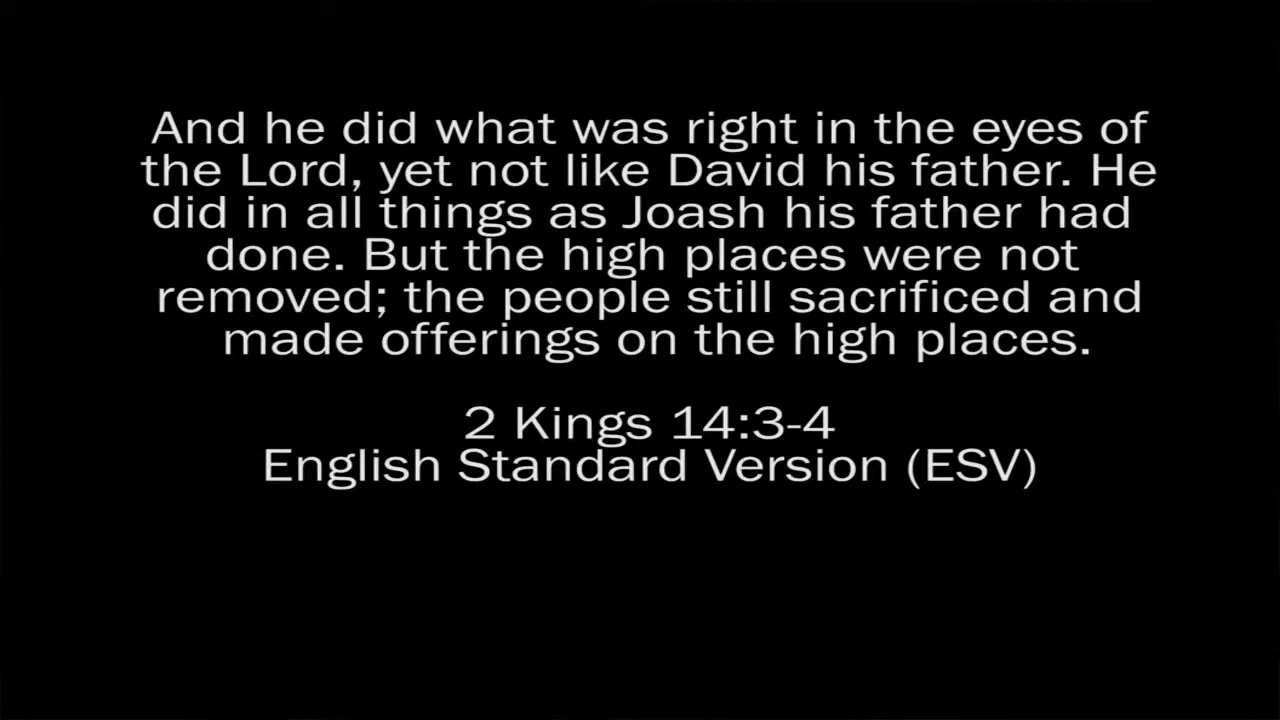 And he did what was right in the eyes of
the Lord, yet not like David his father. He
did in all things as Joash his father had
done. But the high places were not
removed; the people still sacrificed and
made offerings on the high places.
2 Kings 14:3-4
English Standard Version (ESV)